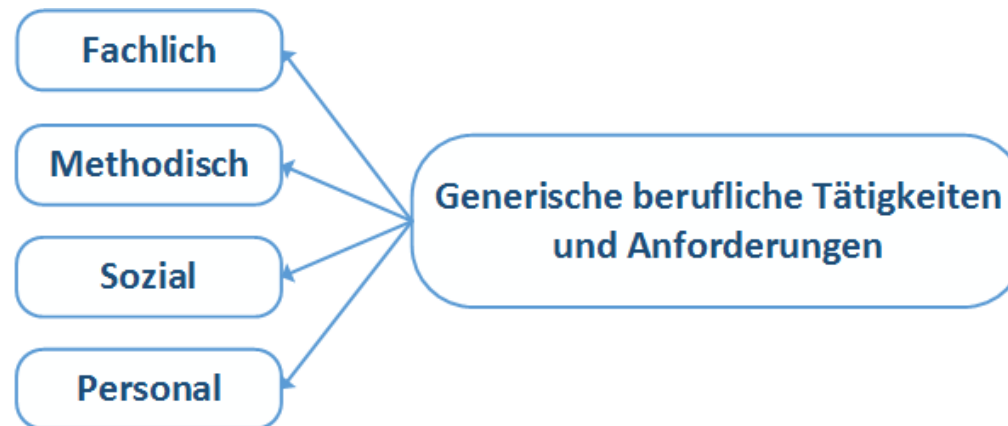 Fachlich
Methodisch
Sozial
Personal
Generische berufliche Tätigkeiten
und Anforderungen